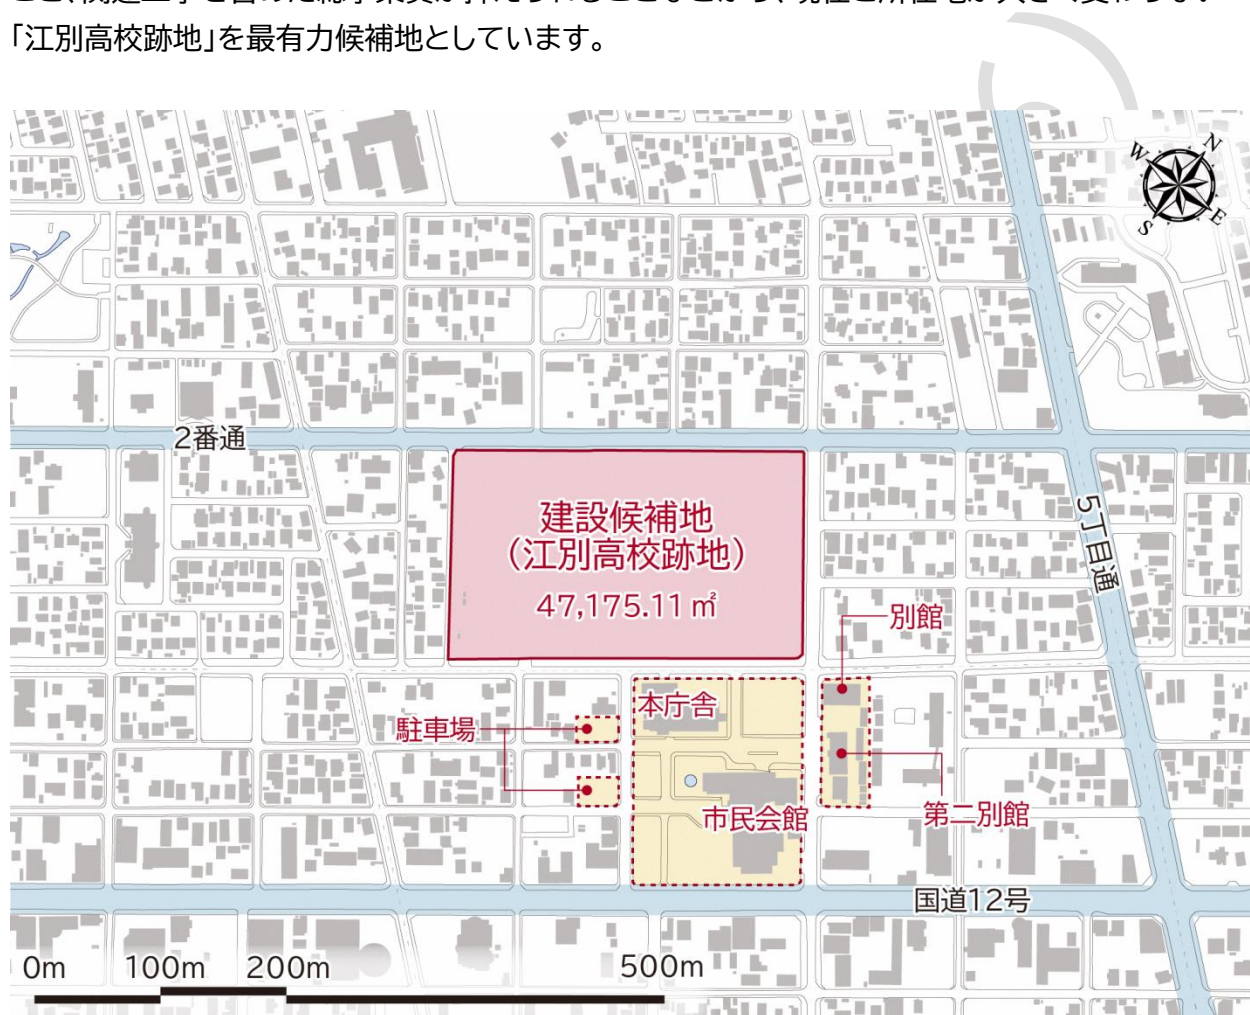 「江別高校跡地」を最有力候補地としています。
N
W
E
S
2番通
建設候補地
（江別高校跡地）
47,175.11㎡
5丁目通
別館
本庁舎
駐車場
市民会館
第二別館
国道12号
0m 100m 200m 500m